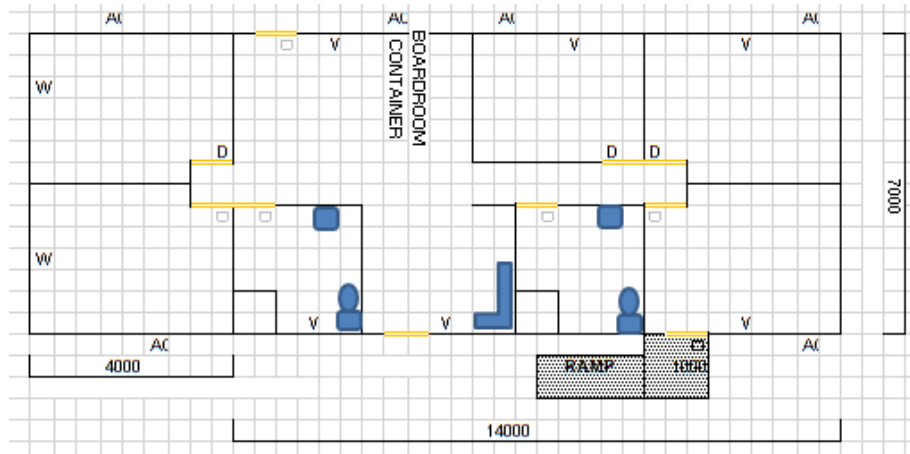 AC AC AC AC
V V V
BOARDROOM
CONTAINER
W
D D D
7000
W
V V V
AC AC
4000
RAMP
1000
14000